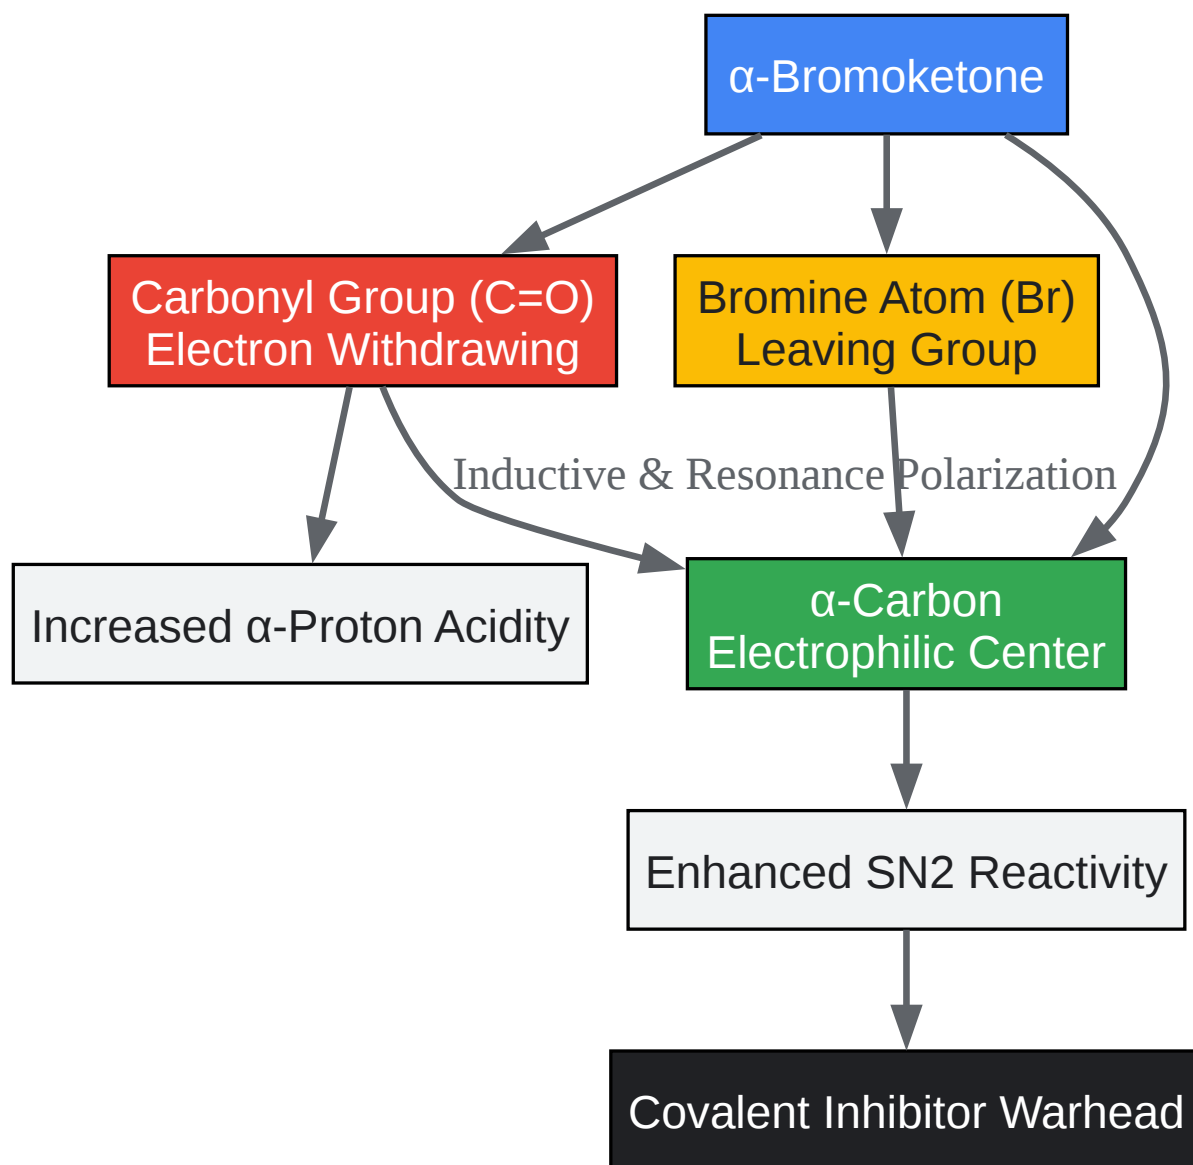 α-Bromoketone
Carbonyl Group (C=O)
Electron Withdrawing
Bromine Atom (Br)
Leaving Group
Inductive & Resonance Polarization
Increased α-Proton Acidity
α-Carbon
Electrophilic Center
Enhanced SN2 Reactivity
Covalent Inhibitor Warhead